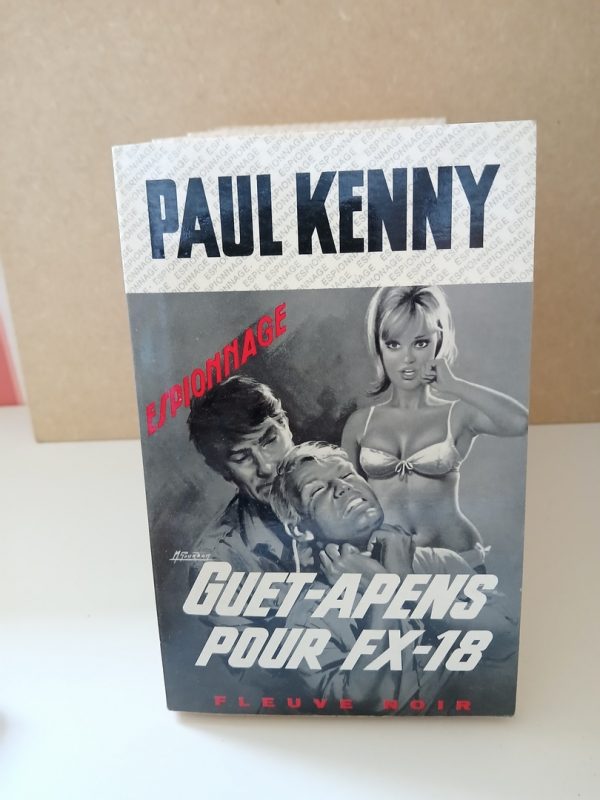 PAUL KENNY
ESPIONNAGE
GUET-APENS
POUR FX-18
FLEUVE NOIR